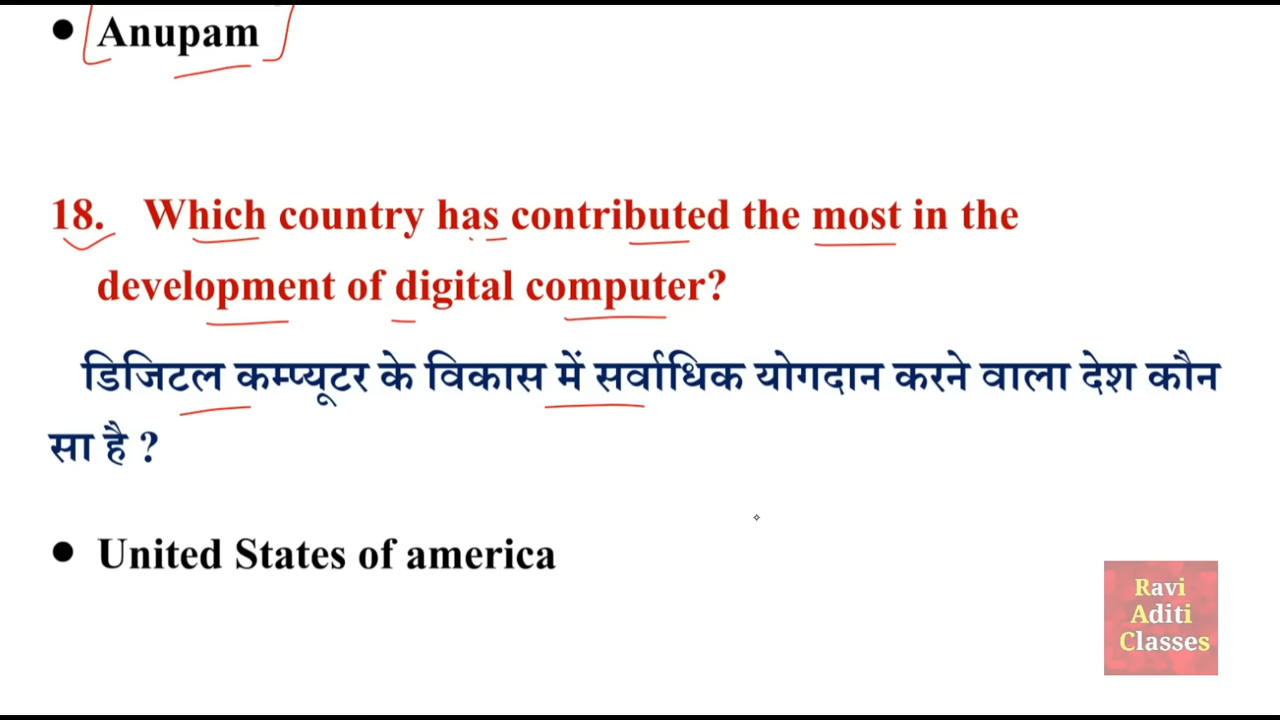 • Anupam
18. Which country has contributed the most in the
development of digital computer?
डिजिटल कम्प्यूटर के विकास में सर्वाधिक योगदान करने वाला देश कौन
सा है ?
• United States of america
Ravi
Aditi
Classes